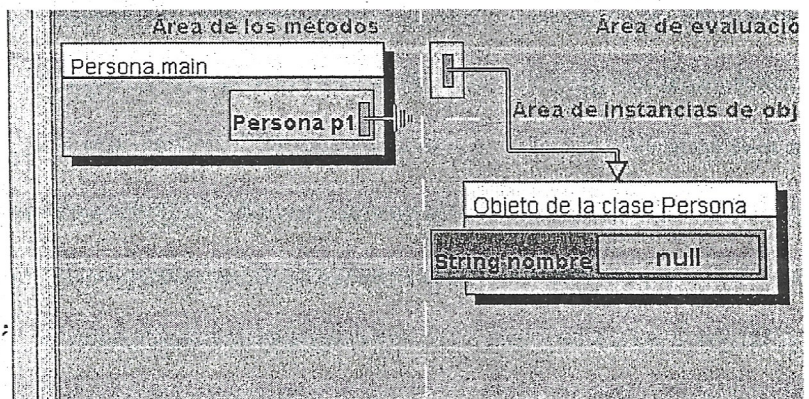 Área de los métodos
Área de evaluació
Persona.main
Persona p1
Área de instancias de obj
Objeto de la clase Persona
String nombre
null
;